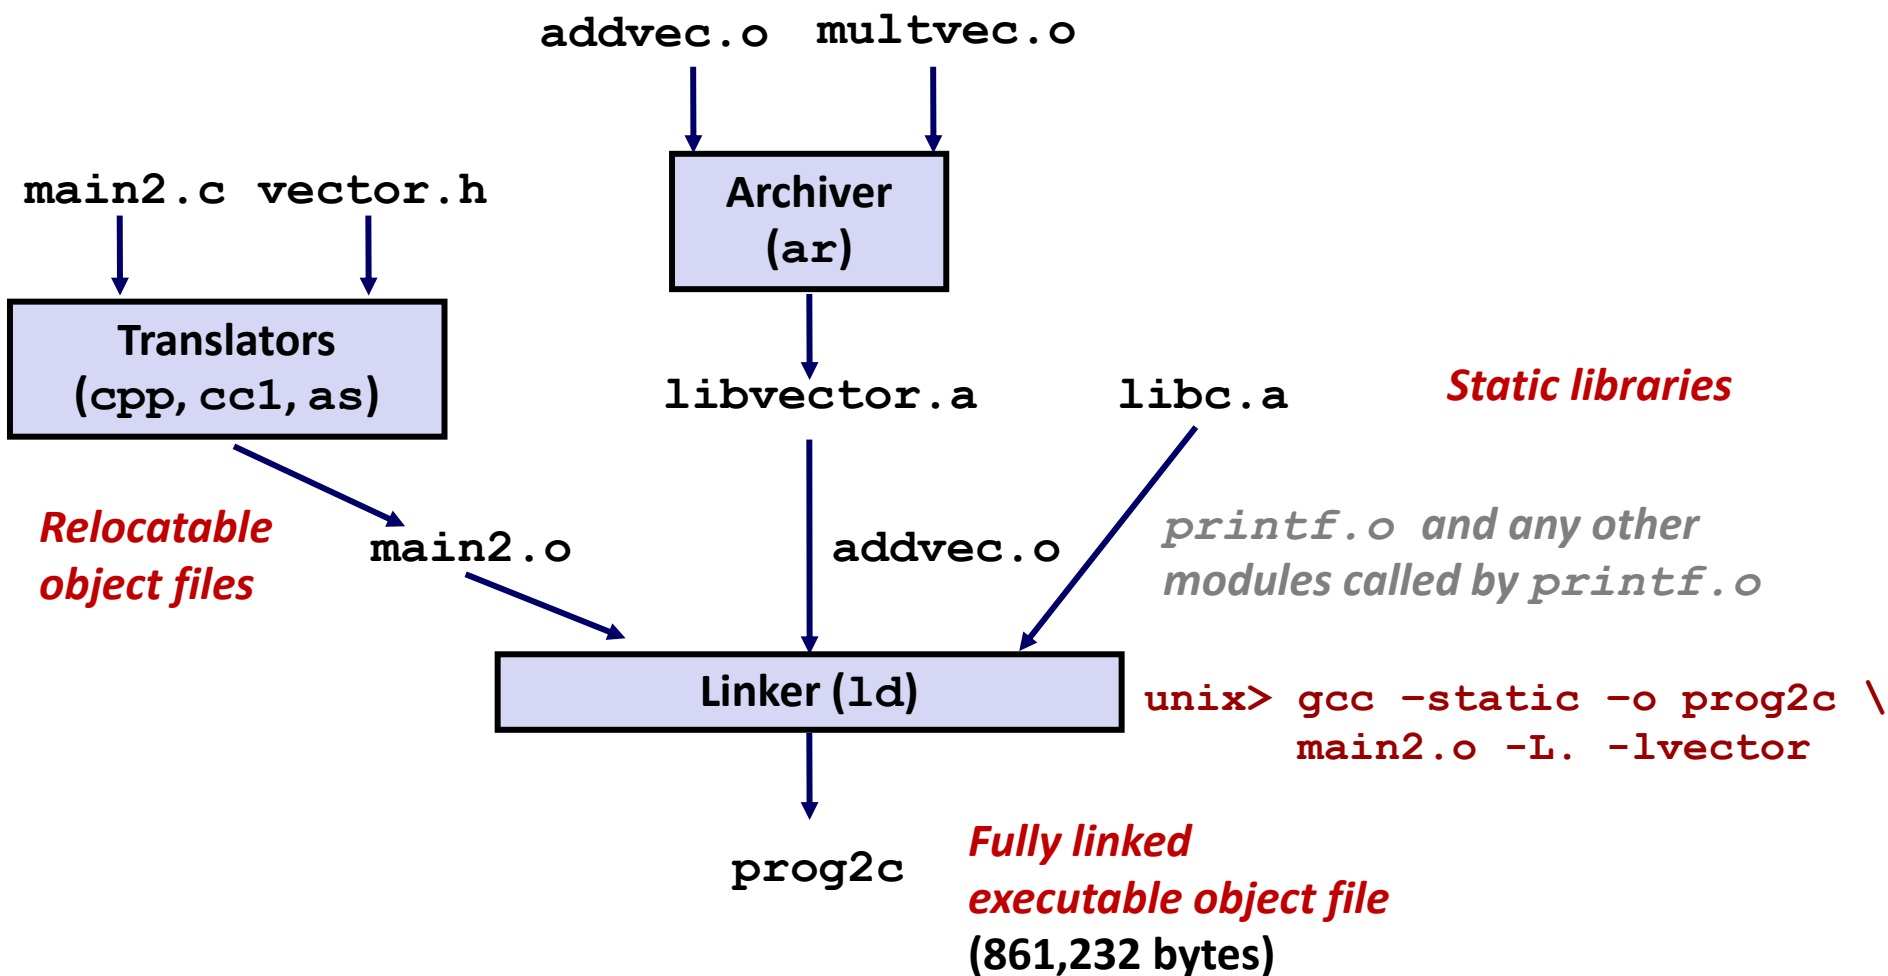 addvec.o multvec.o
main2.c vector.h
Archiver
(ar)
Translators
(cpp, cc1, as)
libvector.a
libc.a
Static libraries
Relocatable
object files
main2.o
addvec.o
printf.o and any other
modules called by printf.o
Linker (ld)
unix> gcc –static –o prog2c \
main2.o -L. -lvector
prog2c
Fully linked
executable object file
(861,232 bytes)